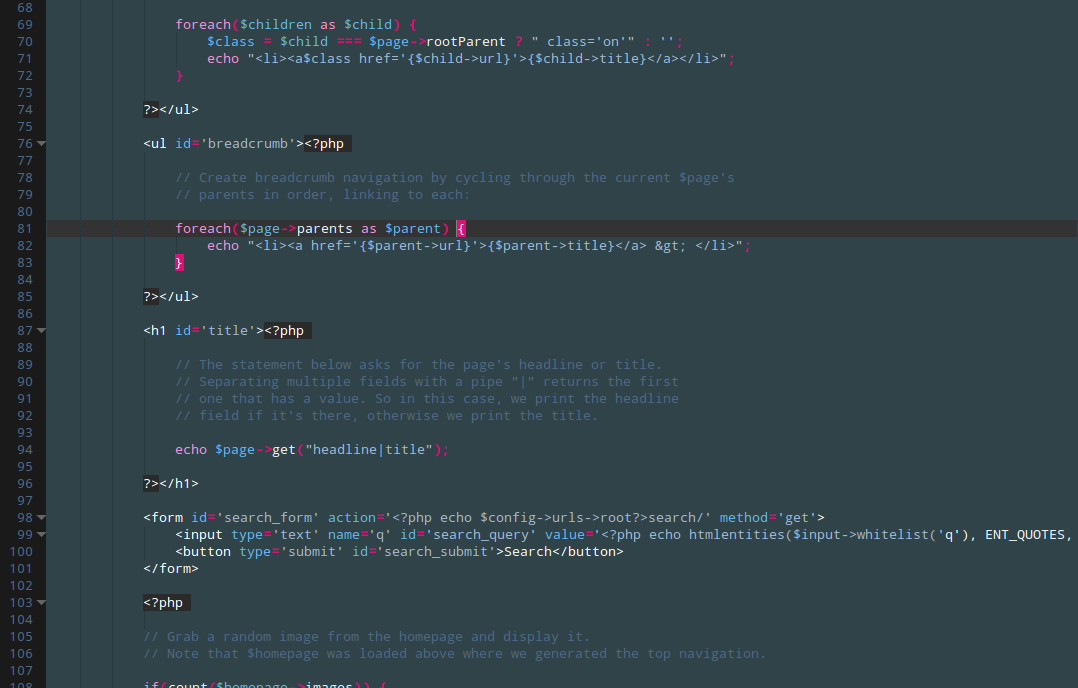 68
69 foreach($children as $child) {
70 $class = $child === $page->rootParent ? " class='on'" : '';
71 echo "<li><a$class href='{$child->url}'>{$child->title}</a></li>";
72 }
73
74 ?></ul>
75
76 <ul id='breadcrumb'><?php
77
78 // Create breadcrumb navigation by cycling through the current $page's
79 // parents in order, linking to each:
80
81 foreach($page->parents as $parent) {
82 echo "<li><a href='{$parent->url}'>{$parent->title}</a> &gt; </li>";
83 }
84
85 ?></ul>
86
87 <h1 id='title'><?php
88
89 // The statement below asks for the page's headline or title.
90 // Separating multiple fields with a pipe "|" returns the first
91 // one that has a value. So in this case, we print the headline
92 // field if it's there, otherwise we print the title.
93
94 echo $page->get("headline|title");
95
96 ?></h1>
97
98 <form id='search_form' action='<?php echo $config->urls->root?>search/' method='get'>
99 <input type='text' name='q' id='search_query' value='<?php echo htmlentities($input->whitelist('q'), ENT_QUOTES,
100 <button type='submit' id='search_submit'>Search</button>
101 </form>
102
103 <?php
104
105 // Grab a random image from the homepage and display it.
106 // Note that $homepage was loaded above where we generated the top navigation.
107
108 if(count($homepage->images)) {